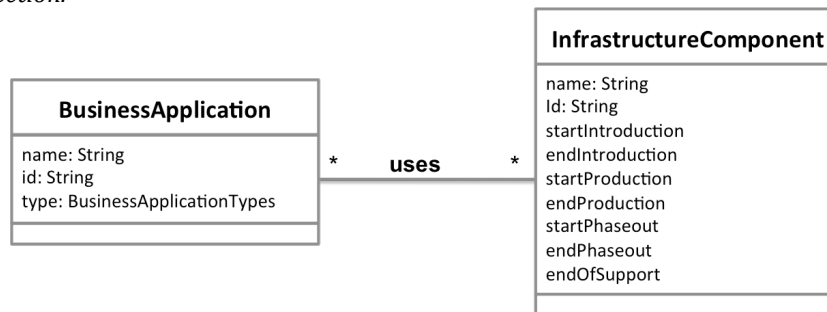 BusinessApplication
name: String
id: String
type: BusinessApplicationTypes
* uses *
InfrastructureComponent
name: String
Id: String
startIntroduction
endIntroduction
startProduction
endProduction
startPhaseout
endPhaseout
endOfSupport